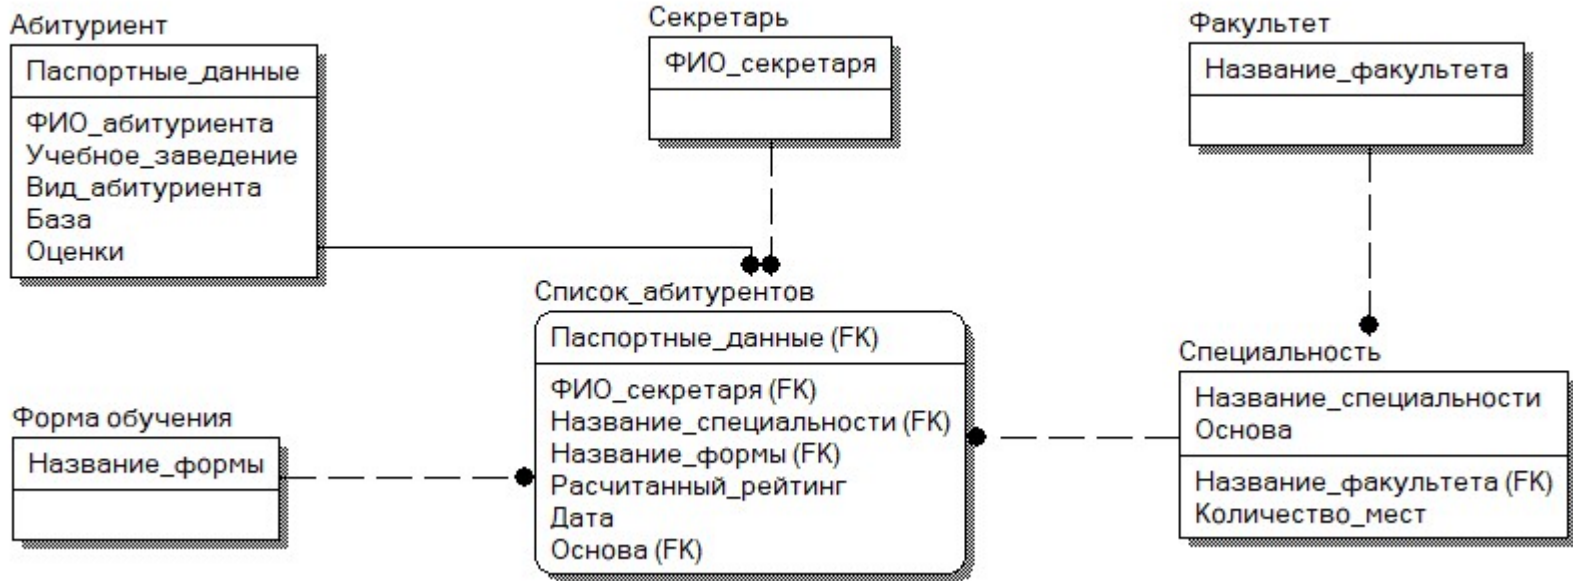 Абитуриент
Паспортные_данные
ФИО_абитуриента
Учебное_заведение
Вид_абитуриента
База
Оценки
Секретарь
ФИО_секретаря
Факультет
Название_факультета
Список_абитурентов
Паспортные_данные (FK)
ФИО_секретаря (FK)
Название_специальности (FK)
Название_формы (FK)
Расчитанный_рейтинг
Дата
Основа (FK)
Форма обучения
Название_формы
Специальность
Название_специальности
Основа
Название_факультета (FK)
Количество_мест